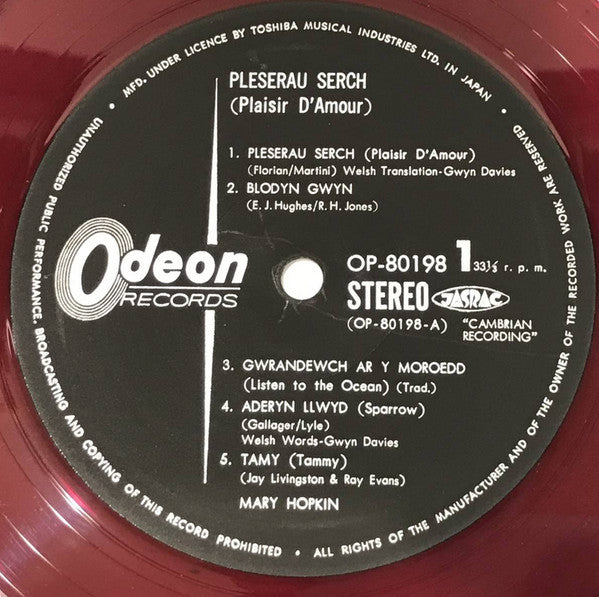 MFD. UNDER LICENCE BY TOSHIBA MUSICAL INDUSTRIES LTD. IN JAPAN
PLESERAU SERCH
(Plaisir D'Amour)
1. PLESERAU SERCH (Plaisir D'Amour)
(Florian/Martini) Welsh Translation-Gwyn Davies
2. BLODYN GWYN
(E. J. Hughes/R. H. Jones)
Odeon
RECORDS
OP-80198 1 33⅓ r. p. m.
STEREO JASRAC
(OP-80198-A) "CAMBRIAN
RECORDING"
3. GWRANDEWCH AR Y MOROEDD
(Listen to the Ocean) (Trad.)
4. ADERYN LLWYD (Sparrow)
(Gallager/Lyle)
Welsh Words-Gwyn Davies
5. TAMY (Tammy)
(Jay Livingston & Ray Evans)
MARY HOPKIN
UNAUTHORIZED PUBLIC PERFORMANCE, BROADCASTING AND COPYING OF THIS RECORD PROHIBITED • ALL RIGHTS OF THE MANUFACTURER AND OF THE OWNER OF THE RECORDED WORK ARE RESERVED